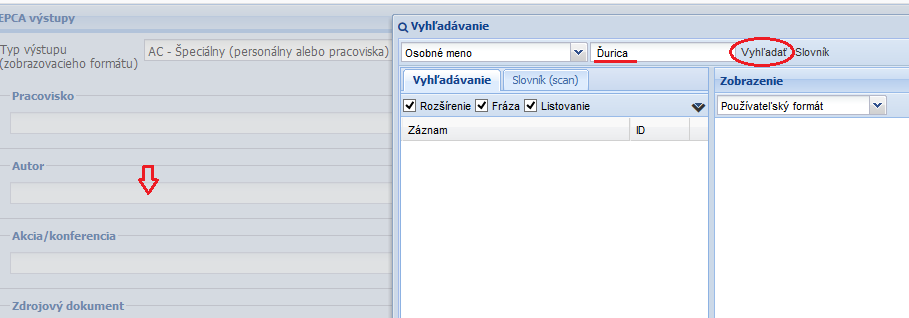 EPCA výstupy
Typ výstupu
(zobrazovacieho formátu)
AC - Špeciálny (personálny alebo pracoviska)
Pracovisko
Autor
Akcia/konferencia
Zdrojový dokument
Vyhľadávanie
Osobné meno
Ďurica
Vyhľadať
Slovník
Vyhľadávanie
Slovník (scan)
Rozšírenie
Fráza
Listovanie
Záznam
ID
Zobrazenie
Používateľský formát